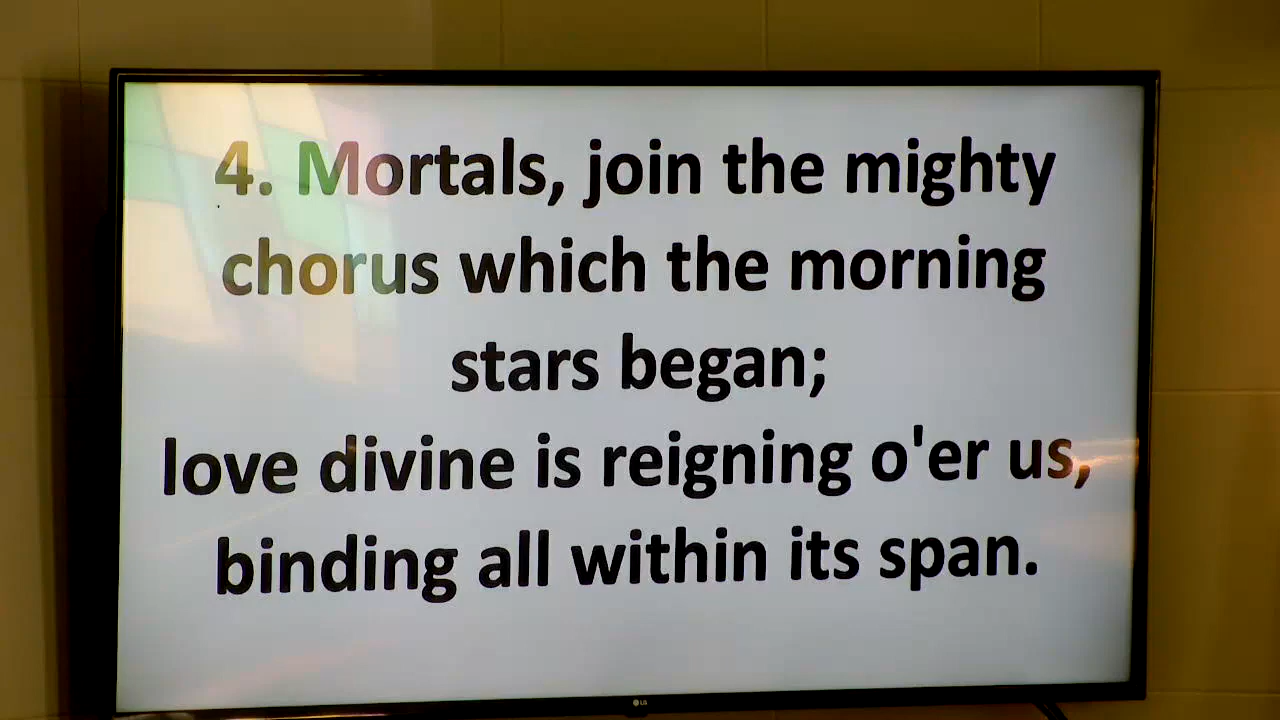 4. Mortals, join the mighty
chorus which the morning
stars began;
love divine is reigning o'er us,
binding all within its span.
LG